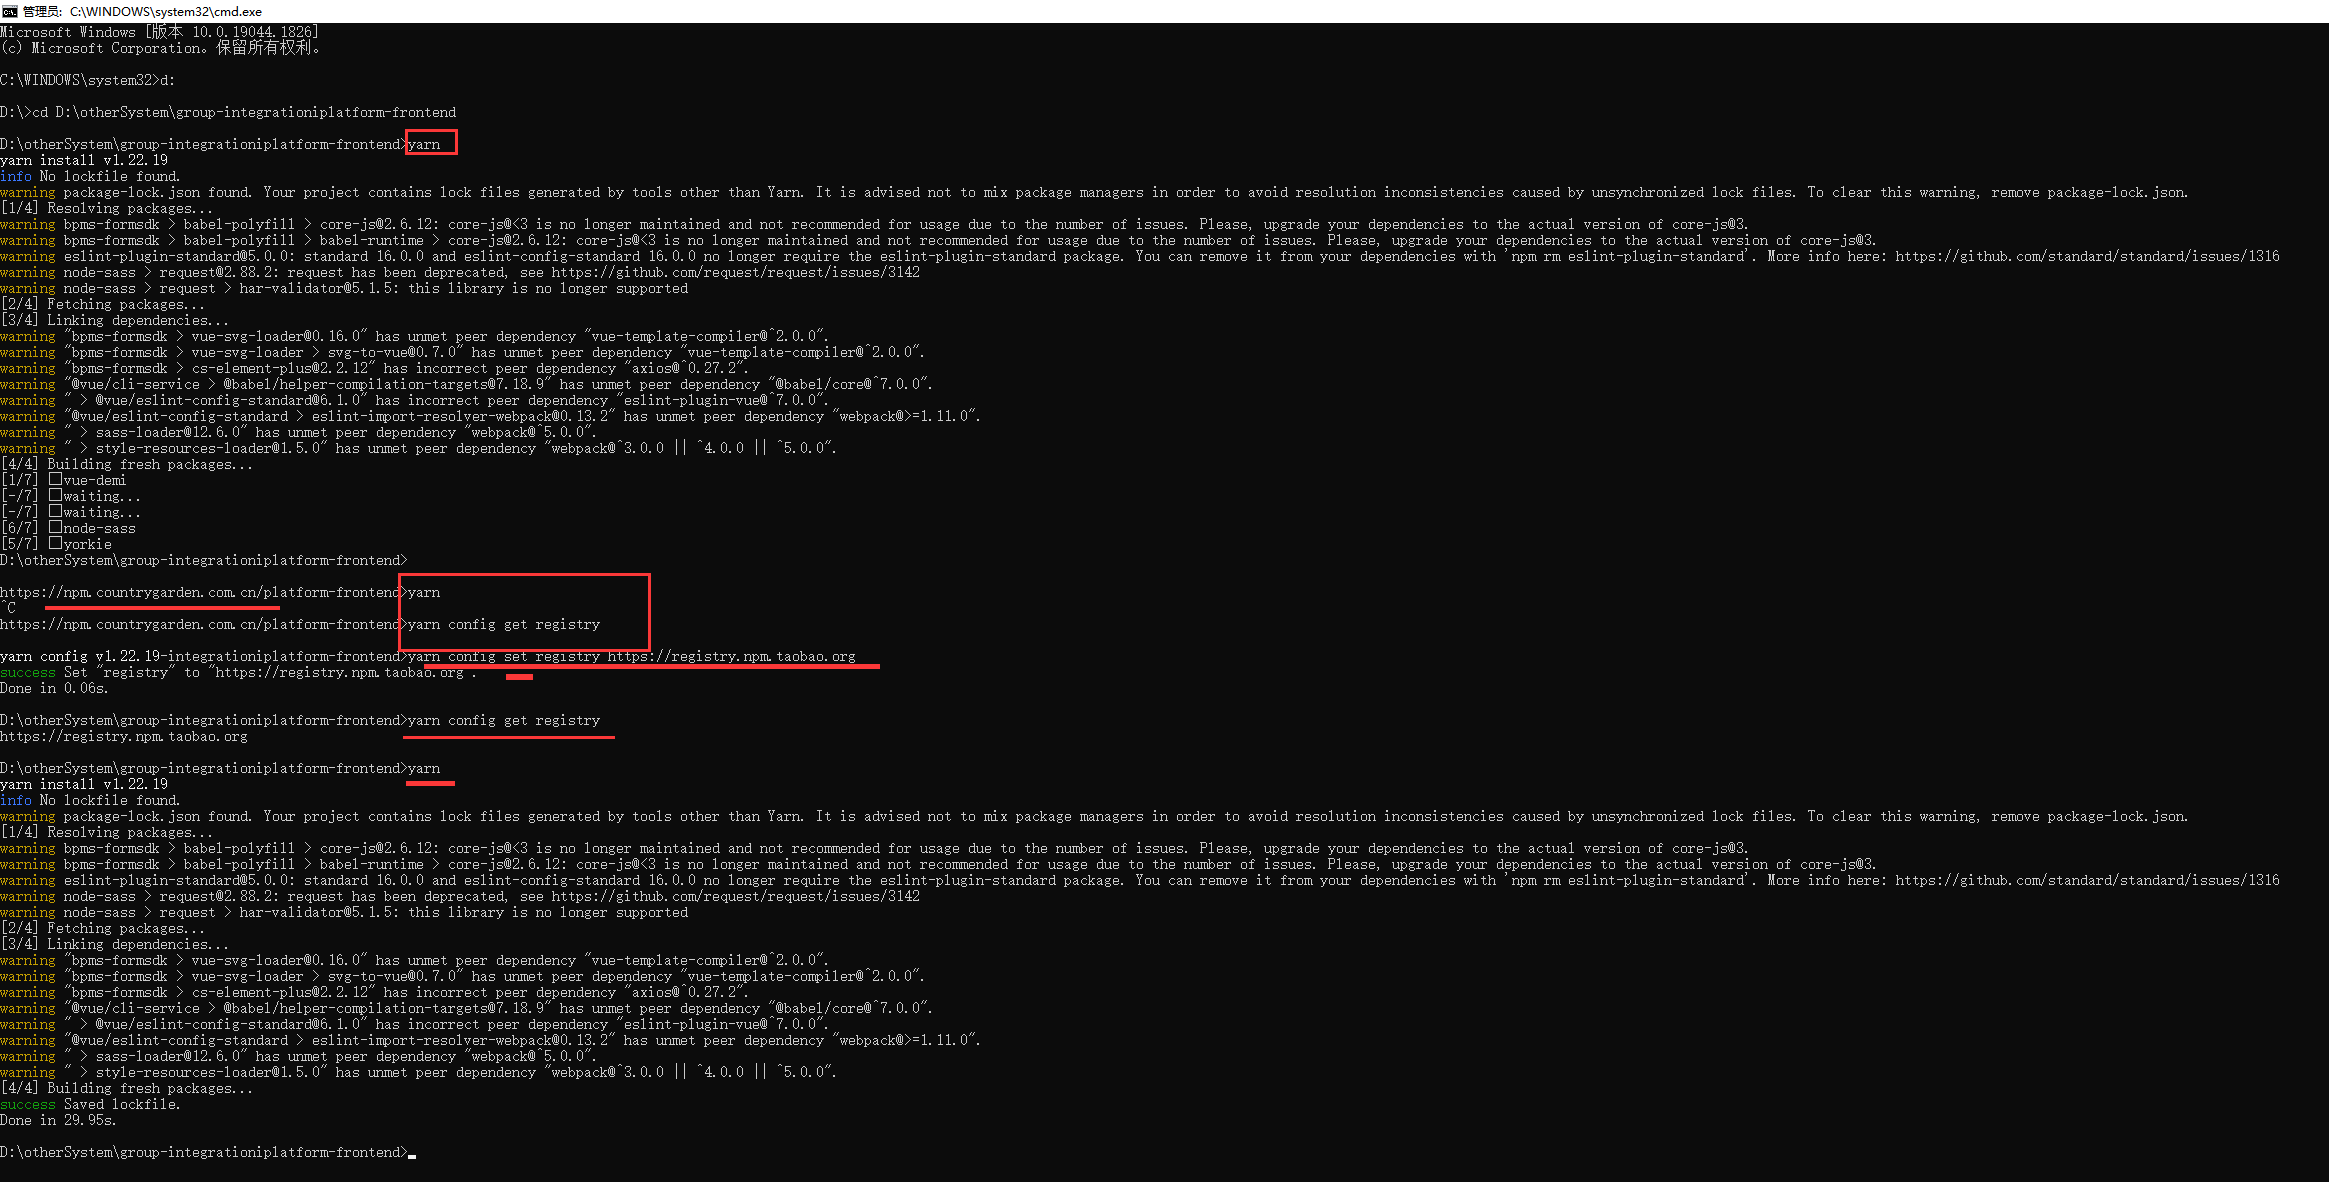 管理员: C:\WINDOWS\system32\cmd.exe
Microsoft Windows [版本 10.0.19044.1826]
(c) Microsoft Corporation。保留所有权利。
C:\WINDOWS\system32>d:
D:\>cd D:\otherSystem\group-integrationiplatform-frontend
D:\otherSystem\group-integrationiplatform-frontend>yarn
yarn install v1.22.19
info No lockfile found.
warning package-lock.json found. Your project contains lock files generated by tools other than Yarn. It is advised not to mix package managers in order to avoid resolution inconsistencies caused by unsynchronized lock files. To clear this warning, remove package-lock.json.
[1/4] Resolving packages...
warning bpms-formsdk > babel-polyfill > core-js@2.6.12: core-js@<3 is no longer maintained and not recommended for usage due to the number of issues. Please, upgrade your dependencies to the actual version of core-js@3.
warning bpms-formsdk > babel-polyfill > babel-runtime > core-js@2.6.12: core-js@<3 is no longer maintained and not recommended for usage due to the number of issues. Please, upgrade your dependencies to the actual version of core-js@3.
warning eslint-plugin-standard@5.0.0: standard 16.0.0 and eslint-config-standard 16.0.0 no longer require the eslint-plugin-standard package. You can remove it from your dependencies with 'npm rm eslint-plugin-standard'. More info here: https://github.com/standard/standard/issues/1316
warning node-sass > request@2.88.2: request has been deprecated, see https://github.com/request/request/issues/3142
warning node-sass > request > har-validator@5.1.5: this library is no longer supported
[2/4] Fetching packages...
[3/4] Linking dependencies...
warning "bpms-formsdk > vue-svg-loader@0.16.0" has unmet peer dependency "vue-template-compiler@^2.0.0".
warning "bpms-formsdk > vue-svg-loader > svg-to-vue@0.7.0" has unmet peer dependency "vue-template-compiler@^2.0.0".
warning "bpms-formsdk > cs-element-plus@2.2.12" has incorrect peer dependency "axios@^0.27.2".
warning "@vue/cli-service > @babel/helper-compilation-targets@7.18.9" has unmet peer dependency "@babel/core@^7.0.0".
warning " > @vue/eslint-config-standard@6.1.0" has incorrect peer dependency "eslint-plugin-vue@^7.0.0".
warning "@vue/eslint-config-standard > eslint-import-resolver-webpack@0.13.2" has unmet peer dependency "webpack@>=1.11.0".
warning " > sass-loader@12.6.0" has unmet peer dependency "webpack@^5.0.0".
warning " > style-resources-loader@1.5.0" has unmet peer dependency "webpack@^3.0.0 || ^4.0.0 || ^5.0.0".
[4/4] Building fresh packages...
[1/7] □vue-demi
[-/7] □waiting...
[-/7] □waiting...
[6/7] □node-sass
[5/7] □yorkie
D:\otherSystem\group-integrationiplatform-frontend>
https://npm.countrygarden.com.cn/platform-frontend>yarn
^C
https://npm.countrygarden.com.cn/platform-frontend>yarn config get registry
yarn config v1.22.19-integrationiplatform-frontend>yarn config set registry https://registry.npm.taobao.org
success Set "registry" to "https://registry.npm.taobao.org".
Done in 0.06s.
D:\otherSystem\group-integrationiplatform-frontend>yarn config get registry
https://registry.npm.taobao.org
D:\otherSystem\group-integrationiplatform-frontend>yarn
yarn install v1.22.19
info No lockfile found.
warning package-lock.json found. Your project contains lock files generated by tools other than Yarn. It is advised not to mix package managers in order to avoid resolution inconsistencies caused by unsynchronized lock files. To clear this warning, remove package-lock.json.
[1/4] Resolving packages...
warning bpms-formsdk > babel-polyfill > core-js@2.6.12: core-js@<3 is no longer maintained and not recommended for usage due to the number of issues. Please, upgrade your dependencies to the actual version of core-js@3.
warning bpms-formsdk > babel-polyfill > babel-runtime > core-js@2.6.12: core-js@<3 is no longer maintained and not recommended for usage due to the number of issues. Please, upgrade your dependencies to the actual version of core-js@3.
warning eslint-plugin-standard@5.0.0: standard 16.0.0 and eslint-config-standard 16.0.0 no longer require the eslint-plugin-standard package. You can remove it from your dependencies with 'npm rm eslint-plugin-standard'. More info here: https://github.com/standard/standard/issues/1316
warning node-sass > request@2.88.2: request has been deprecated, see https://github.com/request/request/issues/3142
warning node-sass > request > har-validator@5.1.5: this library is no longer supported
[2/4] Fetching packages...
[3/4] Linking dependencies...
warning "bpms-formsdk > vue-svg-loader@0.16.0" has unmet peer dependency "vue-template-compiler@^2.0.0".
warning "bpms-formsdk > vue-svg-loader > svg-to-vue@0.7.0" has unmet peer dependency "vue-template-compiler@^2.0.0".
warning "bpms-formsdk > cs-element-plus@2.2.12" has incorrect peer dependency "axios@^0.27.2".
warning "@vue/cli-service > @babel/helper-compilation-targets@7.18.9" has unmet peer dependency "@babel/core@^7.0.0".
warning " > @vue/eslint-config-standard@6.1.0" has incorrect peer dependency "eslint-plugin-vue@^7.0.0".
warning "@vue/eslint-config-standard > eslint-import-resolver-webpack@0.13.2" has unmet peer dependency "webpack@>=1.11.0".
warning " > sass-loader@12.6.0" has unmet peer dependency "webpack@^5.0.0".
warning " > style-resources-loader@1.5.0" has unmet peer dependency "webpack@^3.0.0 || ^4.0.0 || ^5.0.0".
[4/4] Building fresh packages...
success Saved lockfile.
Done in 29.95s.
D:\otherSystem\group-integrationiplatform-frontend>